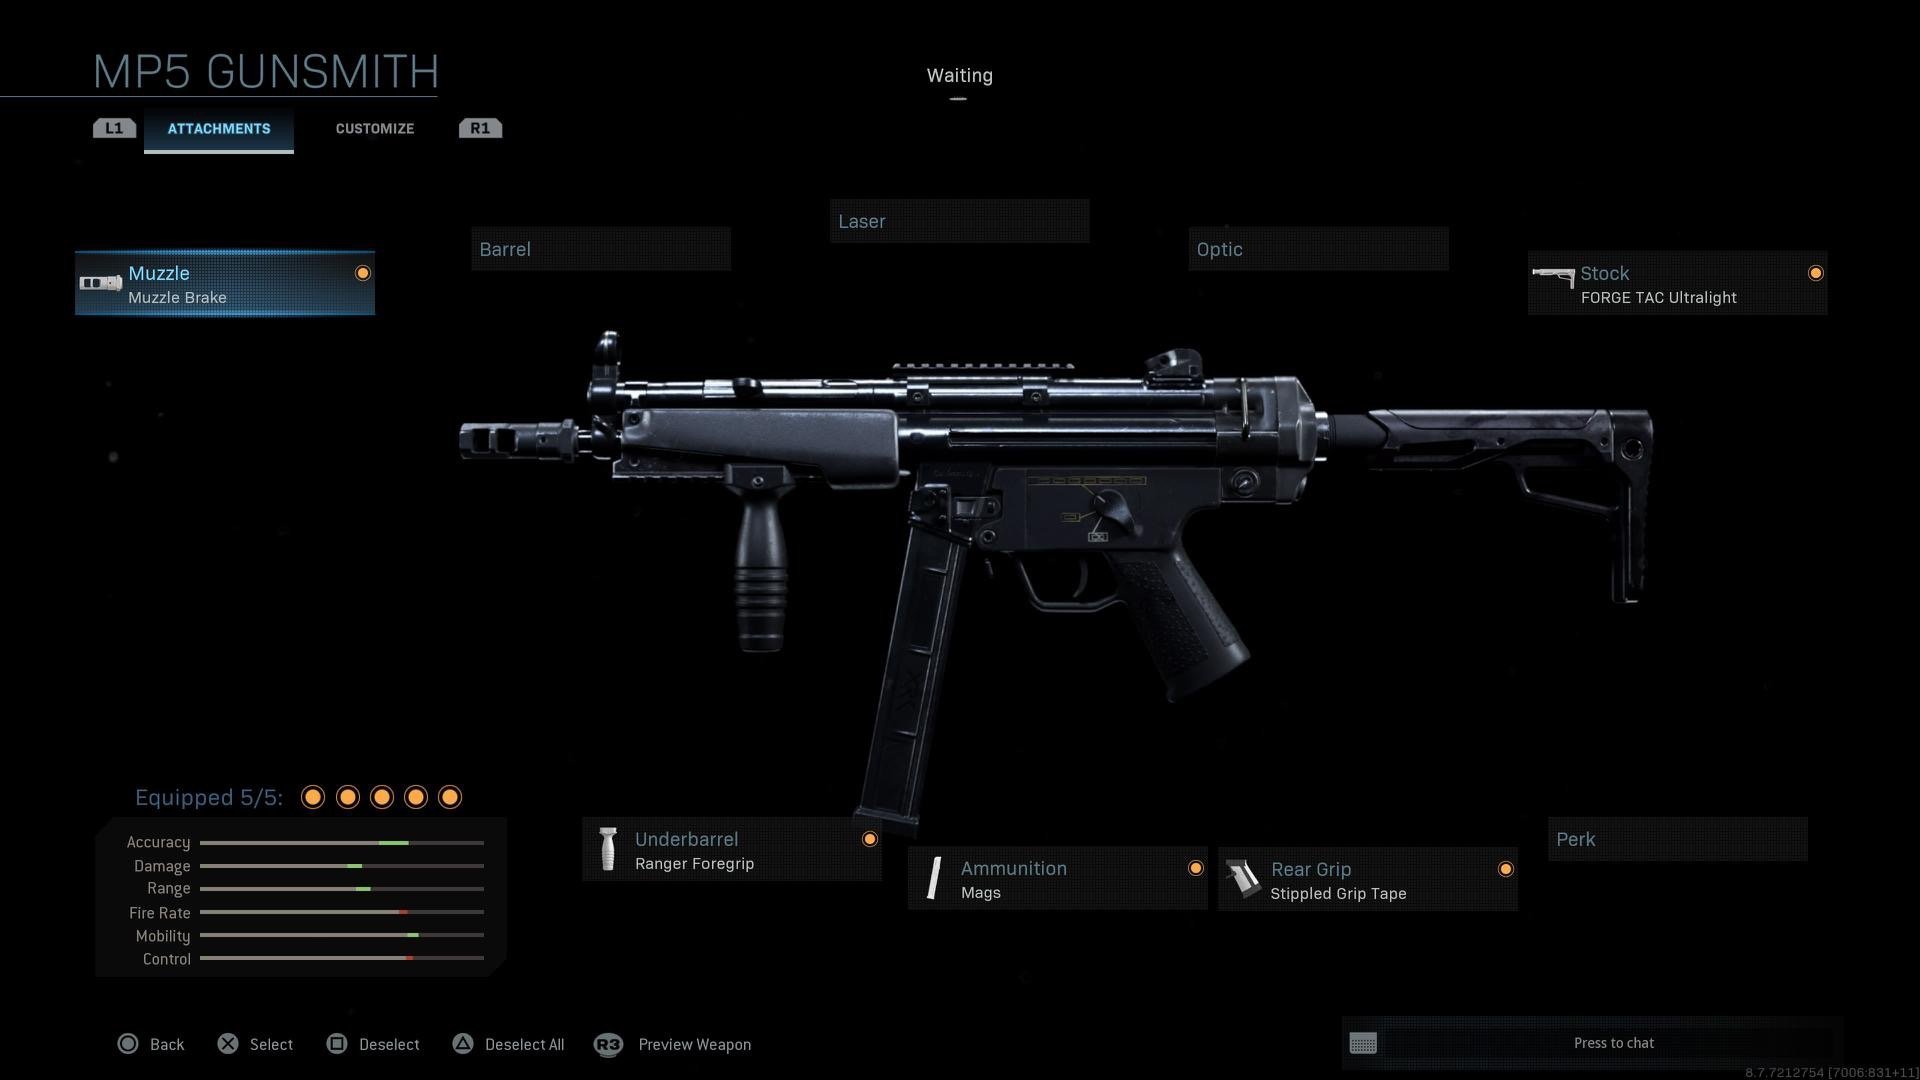 MP5 GUNSMITH
Waiting
L1 ATTACHMENTS CUSTOMIZE R1
Laser
Barrel
Optic
Muzzle
Muzzle Brake
Stock
FORGE TAC Ultralight
Equipped 5/5:
Accuracy
Damage
Range
Fire Rate
Mobility
Control
Underbarrel
Ranger Foregrip
Ammunition
Mags
Rear Grip
Stippled Grip Tape
Perk
Back Select Deselect Deselect All R3 Preview Weapon
Press to chat
8.7.7212754 [7006:831+11]